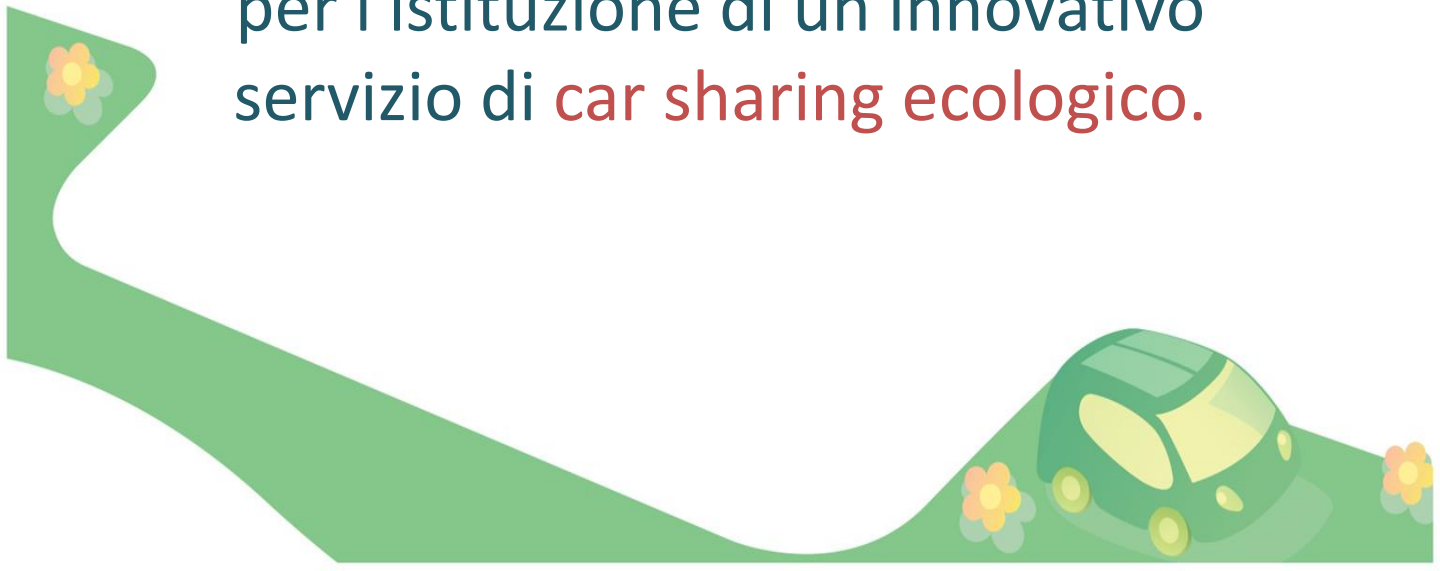 per l'istituzione di un innovativo
servizio di car sharing ecologico.